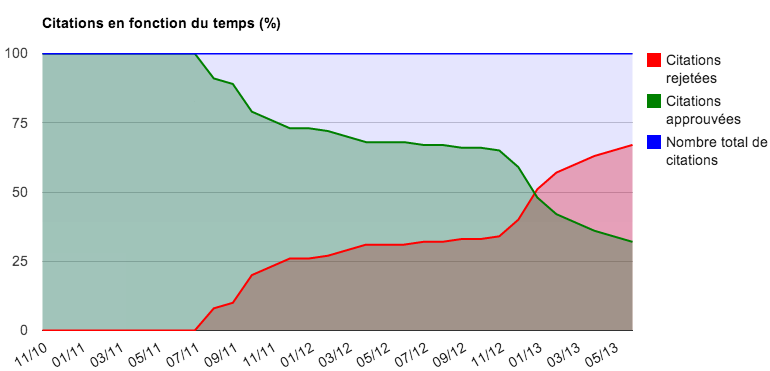 Citations en fonction du temps (%)
100
75
50
25
0
11/10 01/11 03/11 05/11 07/11 09/11 11/11 01/12 03/12 05/12 07/12 09/12 11/12 01/13 03/13 05/13
Citations
rejetées
Citations
approuvées
Nombre total de
citations